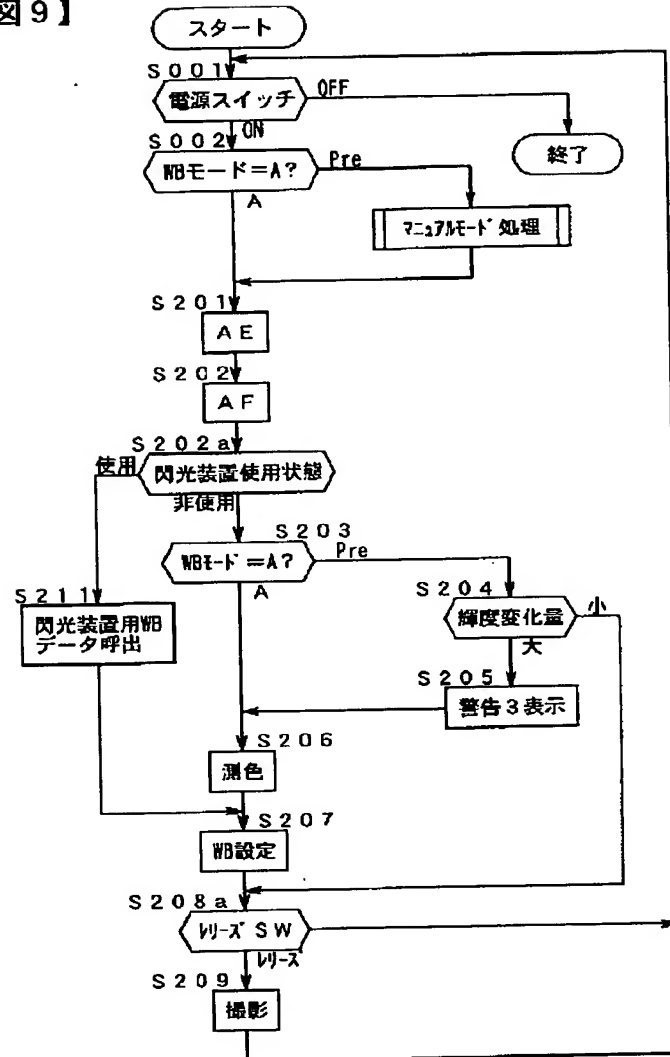 図9】
スタート
S001
電源スイッチ
OFF
ON
終了
S002
WBモード=A?
Pre
A
マニュアルモード処理
S201
AE
S202
AF
S202a
使用
閃光装置使用状態
非使用
S203
WBモード=A?
Pre
A
S204
輝度変化量
小
大
S211
閃光装置用WB
データ呼出
S205
警告3表示
S206
測色
S207
WB設定
S208a
レリーズSW
レリーズ
S209
撮影